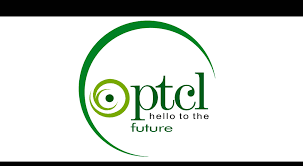 ptcl
hello to the
future